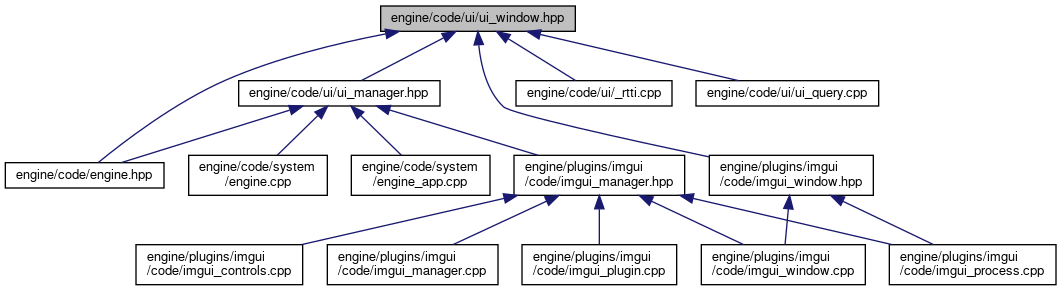 engine/code/ui/ui_window.hpp
engine/code/ui/ui_manager.hpp
engine/code/ui/_rtti.cpp
engine/code/ui/ui_query.cpp
engine/code/engine.hpp
engine/code/system
/engine.cpp
engine/code/system
/engine_app.cpp
engine/plugins/imgui
/code/imgui_manager.hpp
engine/plugins/imgui
/code/imgui_window.hpp
engine/plugins/imgui
/code/imgui_controls.cpp
engine/plugins/imgui
/code/imgui_manager.cpp
engine/plugins/imgui
/code/imgui_plugin.cpp
engine/plugins/imgui
/code/imgui_window.cpp
engine/plugins/imgui
/code/imgui_process.cpp